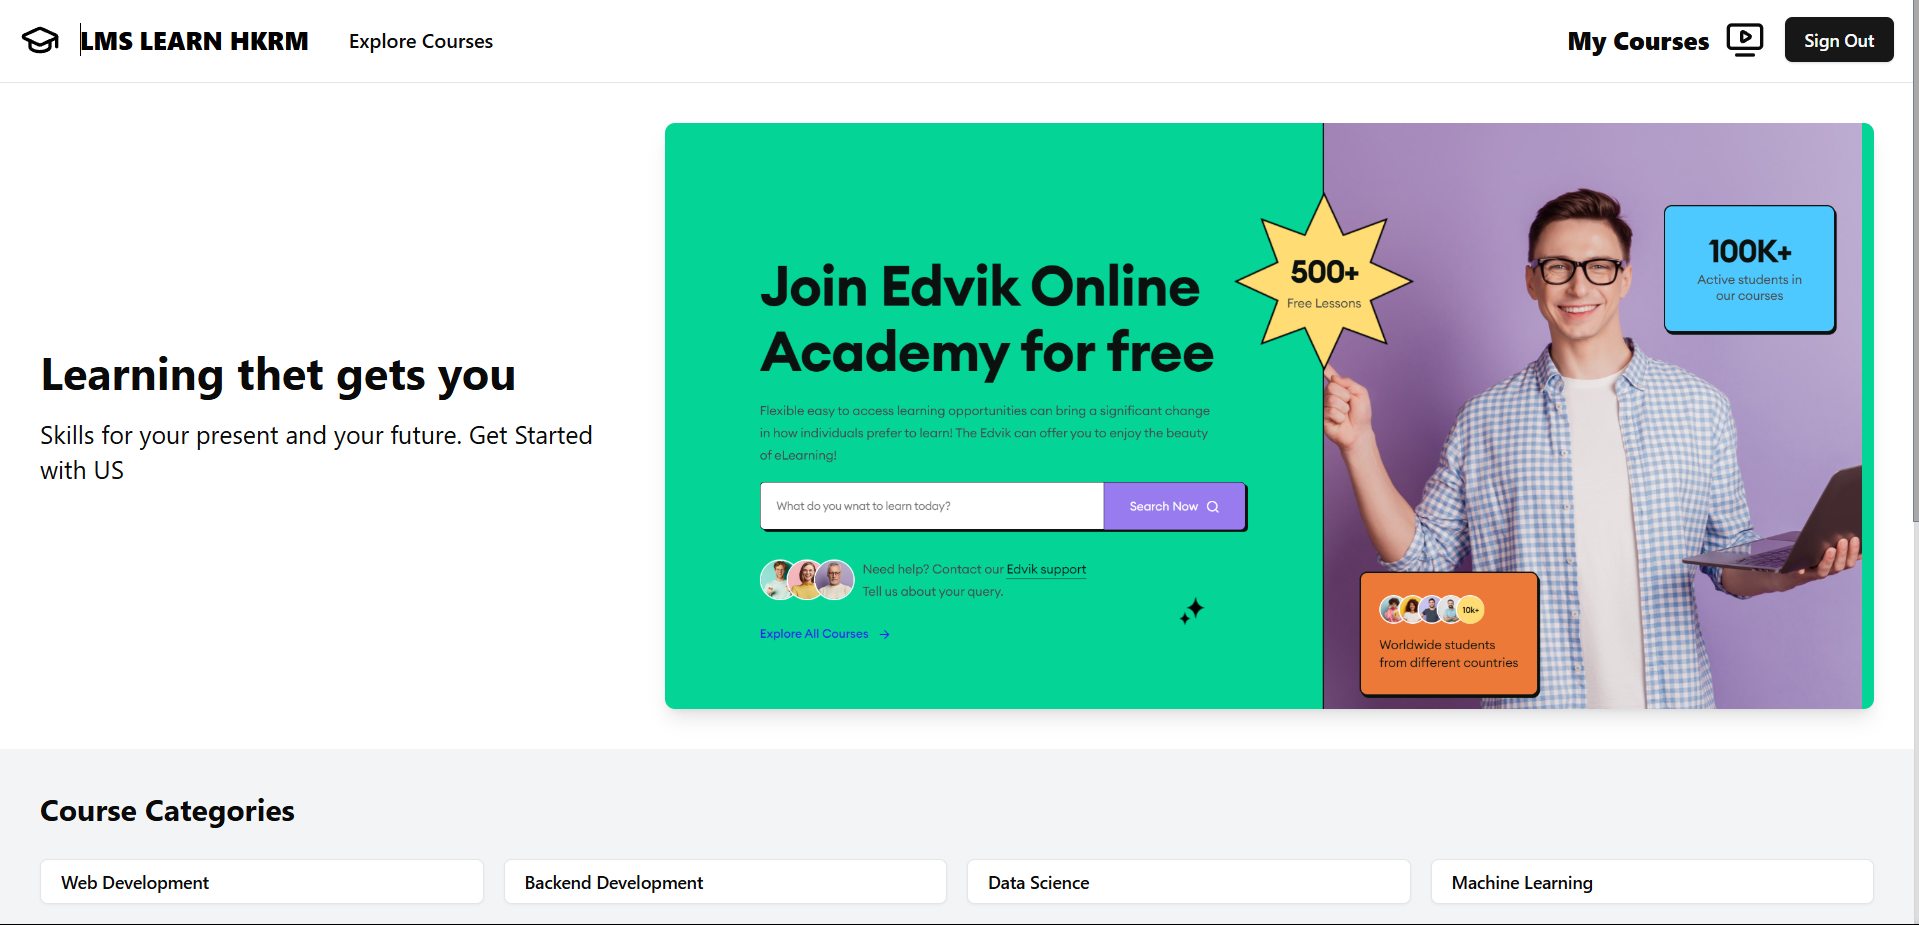 LMS LEARN HKRM
Explore Courses
My Courses
Sign Out
Learning thet gets you
Skills for your present and your future. Get Started
with US
Join Edvik Online
Academy for free
Flexible easy to access learning opportunities can bring a significant change
in how individuals prefer to learn! The Edvik can offer you to enjoy the beauty
of eLearning!
What do you wnat to learn today?
Search Now
Need help? Contact our Edvik support
Tell us about your query.
Explore All Courses
500+
Free Lessons
100K+
Active students in
our courses
10k+
Worldwide students
from different countries
Course Categories
Web Development
Backend Development
Data Science
Machine Learning